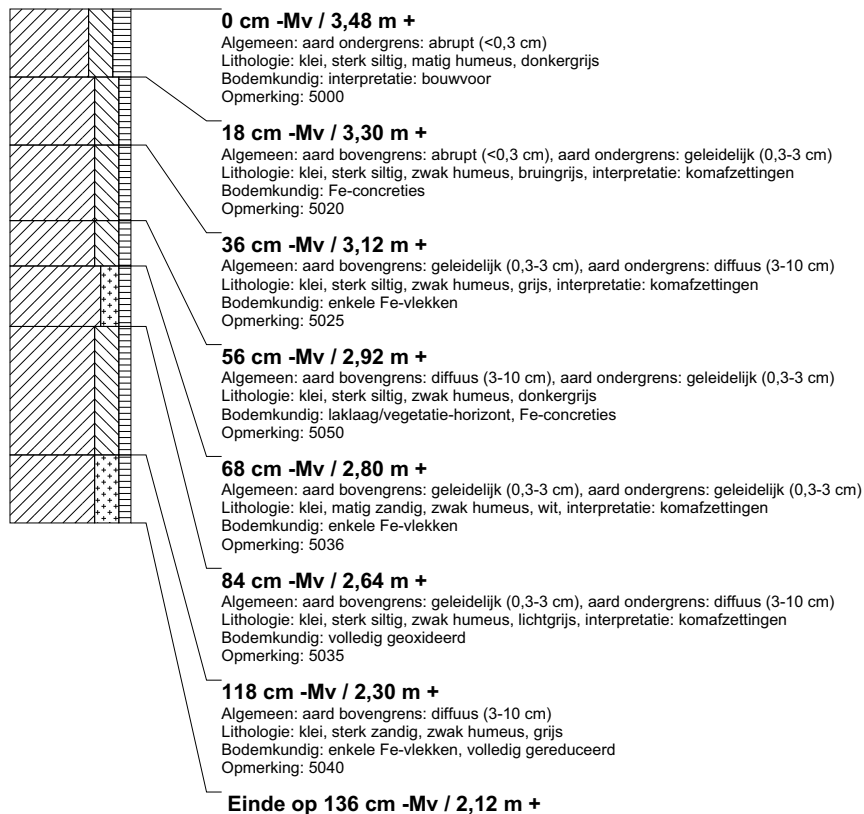 0 cm -Mv / 3,48 m +
Algemeen: aard ondergrens: abrupt (<0,3 cm)
Lithologie: klei, sterk siltig, matig humeus, donkergrijs
Bodemkundig: interpretatie: bouwvoor
Opmerking: 5000
18 cm -Mv / 3,30 m +
Algemeen: aard bovengrens: abrupt (<0,3 cm), aard ondergrens: geleidelijk (0,3-3 cm)
Lithologie: klei, sterk siltig, zwak humeus, bruingrijs, interpretatie: komafzettingen
Bodemkundig: Fe-concreties
Opmerking: 5020
36 cm -Mv / 3,12 m +
Algemeen: aard bovengrens: geleidelijk (0,3-3 cm), aard ondergrens: diffuus (3-10 cm)
Lithologie: klei, sterk siltig, zwak humeus, grijs, interpretatie: komafzettingen
Bodemkundig: enkele Fe-vlekken
Opmerking: 5025
56 cm -Mv / 2,92 m +
Algemeen: aard bovengrens: diffuus (3-10 cm), aard ondergrens: geleidelijk (0,3-3 cm)
Lithologie: klei, sterk siltig, zwak humeus, donkergrijs
Bodemkundig: laklaag/vegetatie-horizont, Fe-concreties
Opmerking: 5050
68 cm -Mv / 2,80 m +
Algemeen: aard bovengrens: geleidelijk (0,3-3 cm), aard ondergrens: geleidelijk (0,3-3 cm)
Lithologie: klei, matig zandig, zwak humeus, wit, interpretatie: komafzettingen
Bodemkundig: enkele Fe-vlekken
Opmerking: 5036
84 cm -Mv / 2,64 m +
Algemeen: aard bovengrens: geleidelijk (0,3-3 cm), aard ondergrens: diffuus (3-10 cm)
Lithologie: klei, sterk siltig, zwak humeus, lichtgrijs, interpretatie: komafzettingen
Bodemkundig: volledig geoxideerd
Opmerking: 5035
118 cm -Mv / 2,30 m +
Algemeen: aard bovengrens: diffuus (3-10 cm)
Lithologie: klei, sterk zandig, zwak humeus, grijs
Bodemkundig: enkele Fe-vlekken, volledig gereduceerd
Opmerking: 5040
Einde op 136 cm -Mv / 2,12 m +